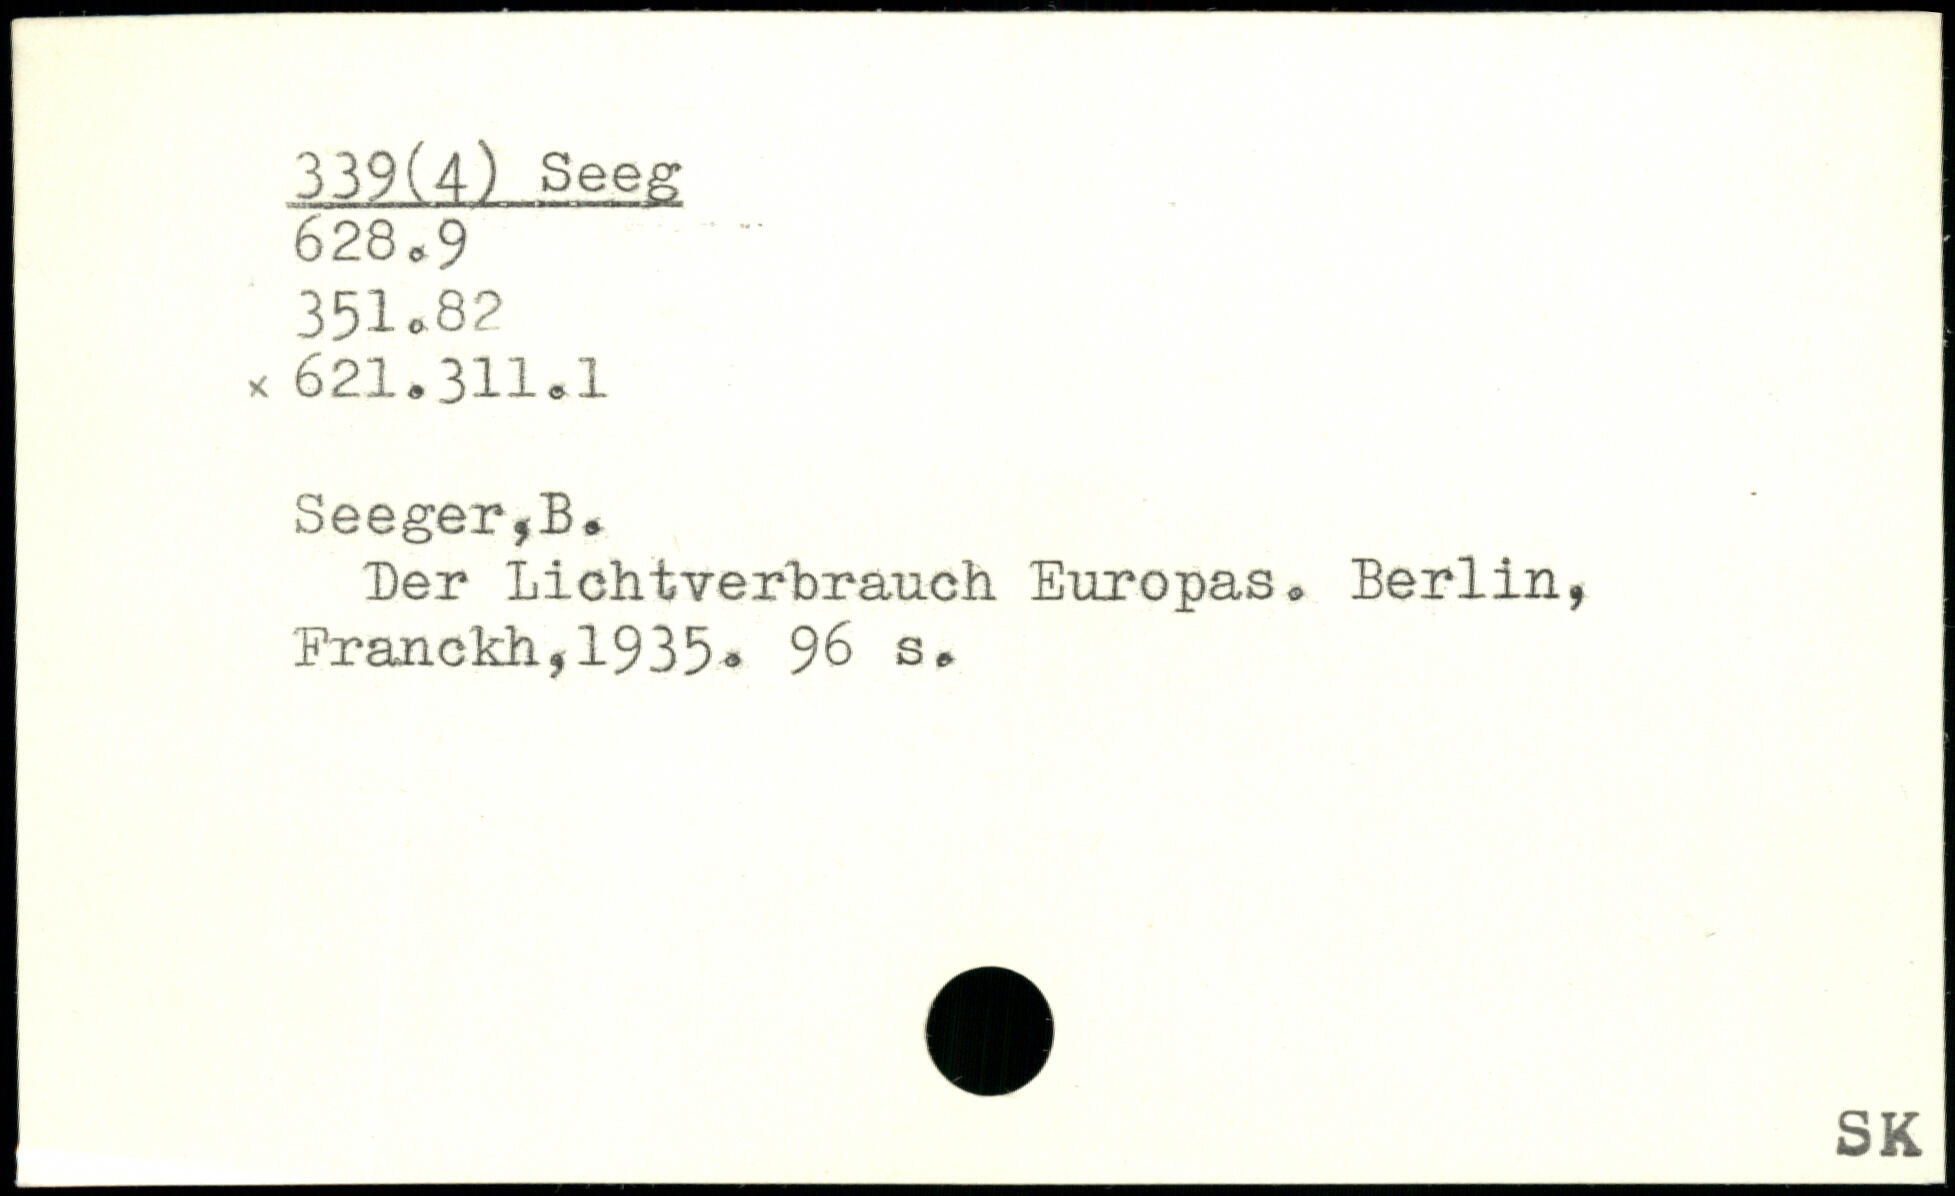 339(4) Seeg
628.9
351.82
x 621.311.1
Seeger,B.
Der Lichtverbrauch Europas. Berlin,
Franckh,1935. 96 s.
SK